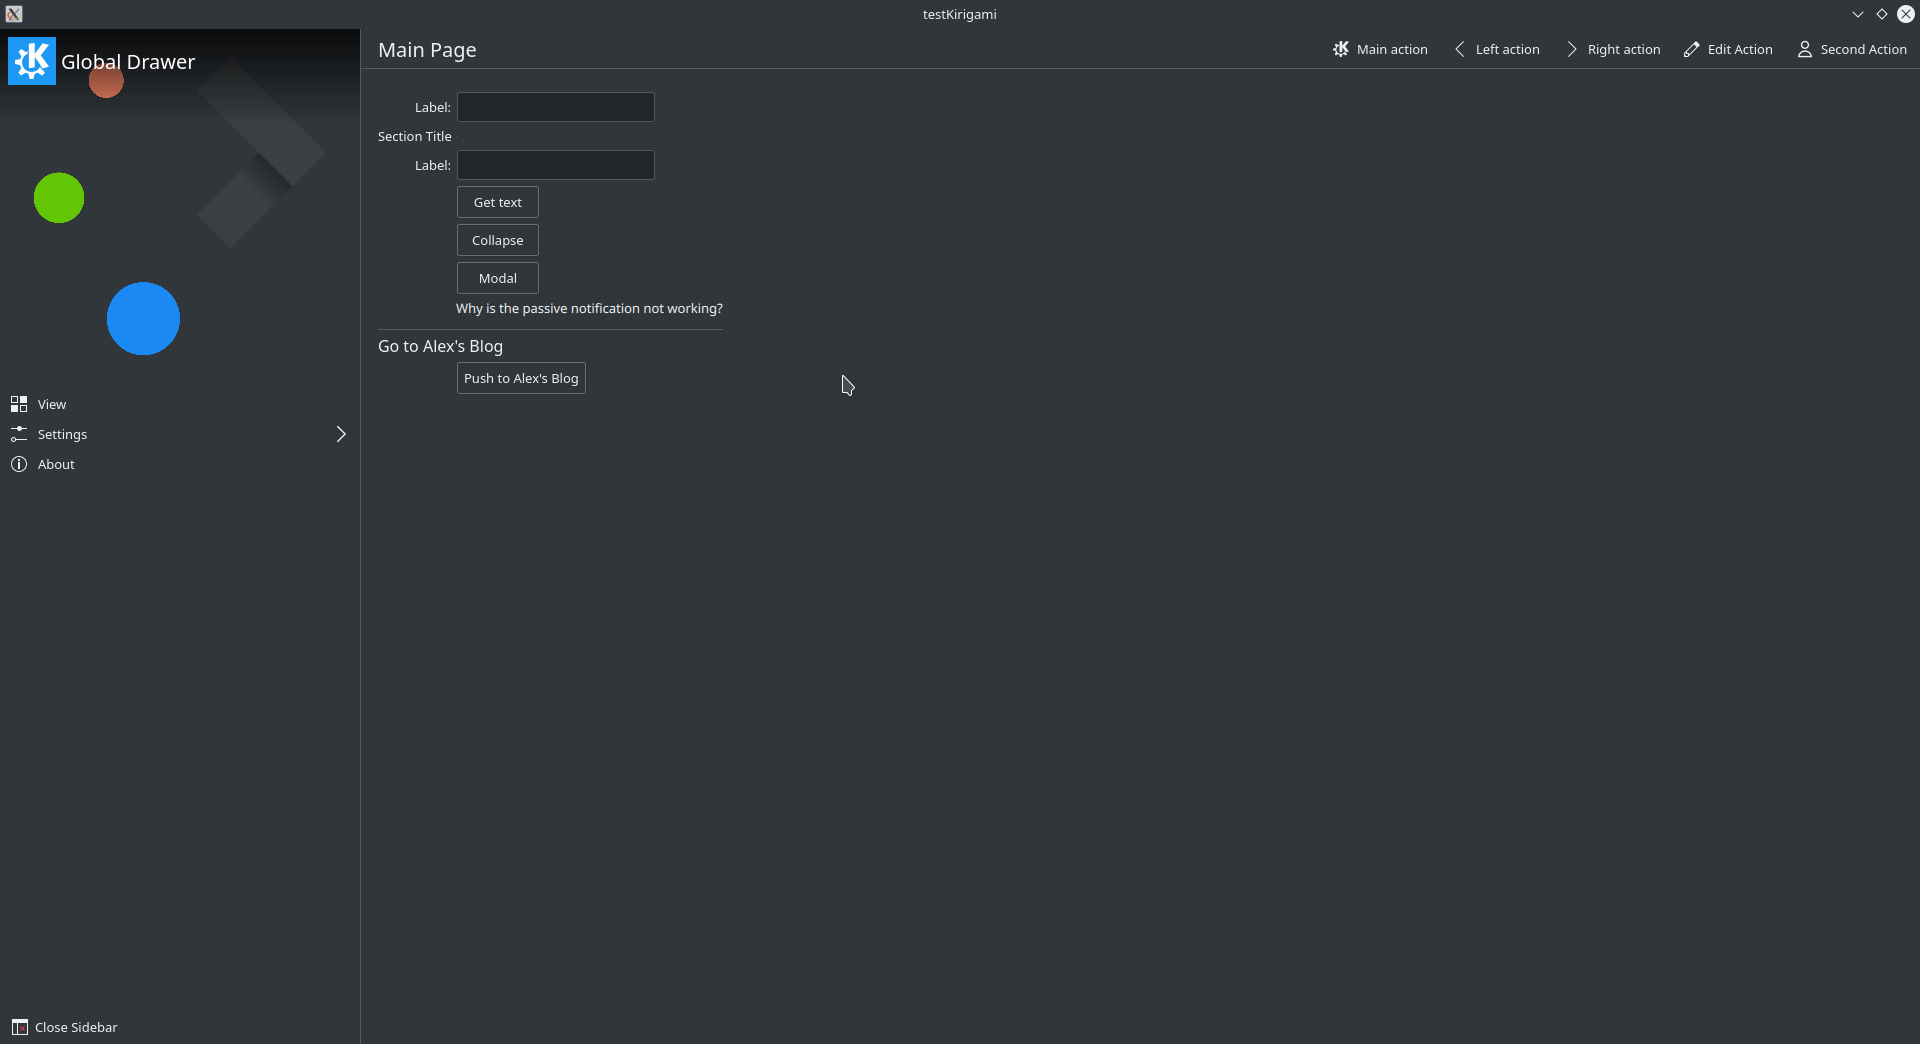 testKirigami
Global Drawer
View
Settings
About
Close Sidebar
Main Page
Main action
Left action
Right action
Edit Action
Second Action
Label:
Section Title
Label:
Get text
Collapse
Modal
Why is the passive notification not working?
Go to Alex's Blog
Push to Alex's Blog